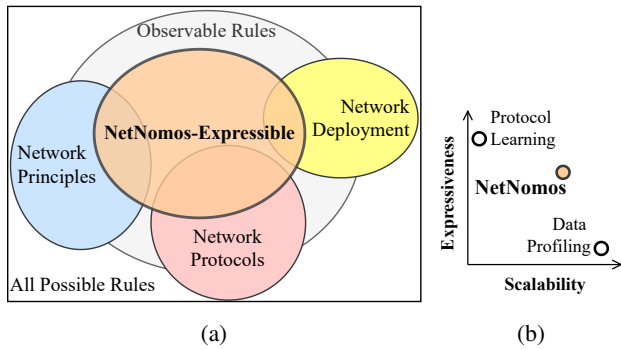 Observable Rules
NetNomos-Expressible
Network
Deployment
Network
Principles
Network
Protocols
All Possible Rules
(a)
Expressiveness
Protocol
Learning
NetNomos
Data
Profiling
Scalability
(b)